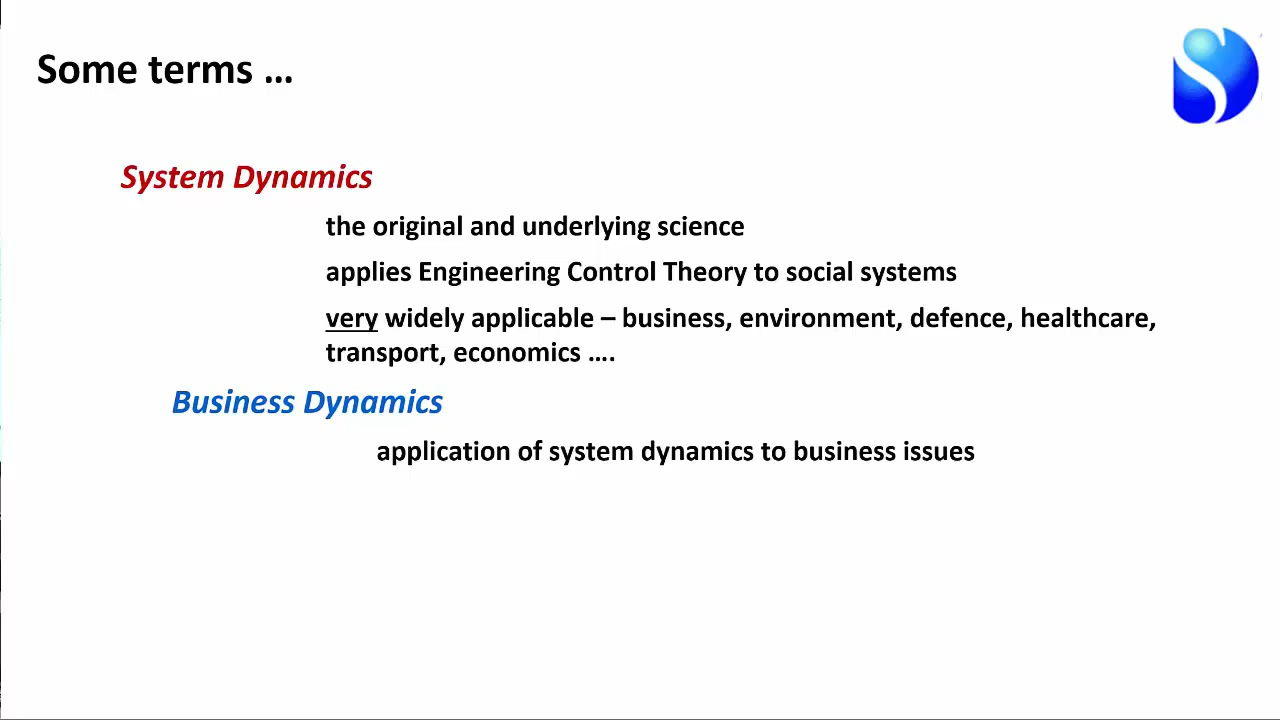 Some terms …
System Dynamics
the original and underlying science
applies Engineering Control Theory to social systems
very widely applicable – business, environment, defence, healthcare,
transport, economics ….
Business Dynamics
application of system dynamics to business issues